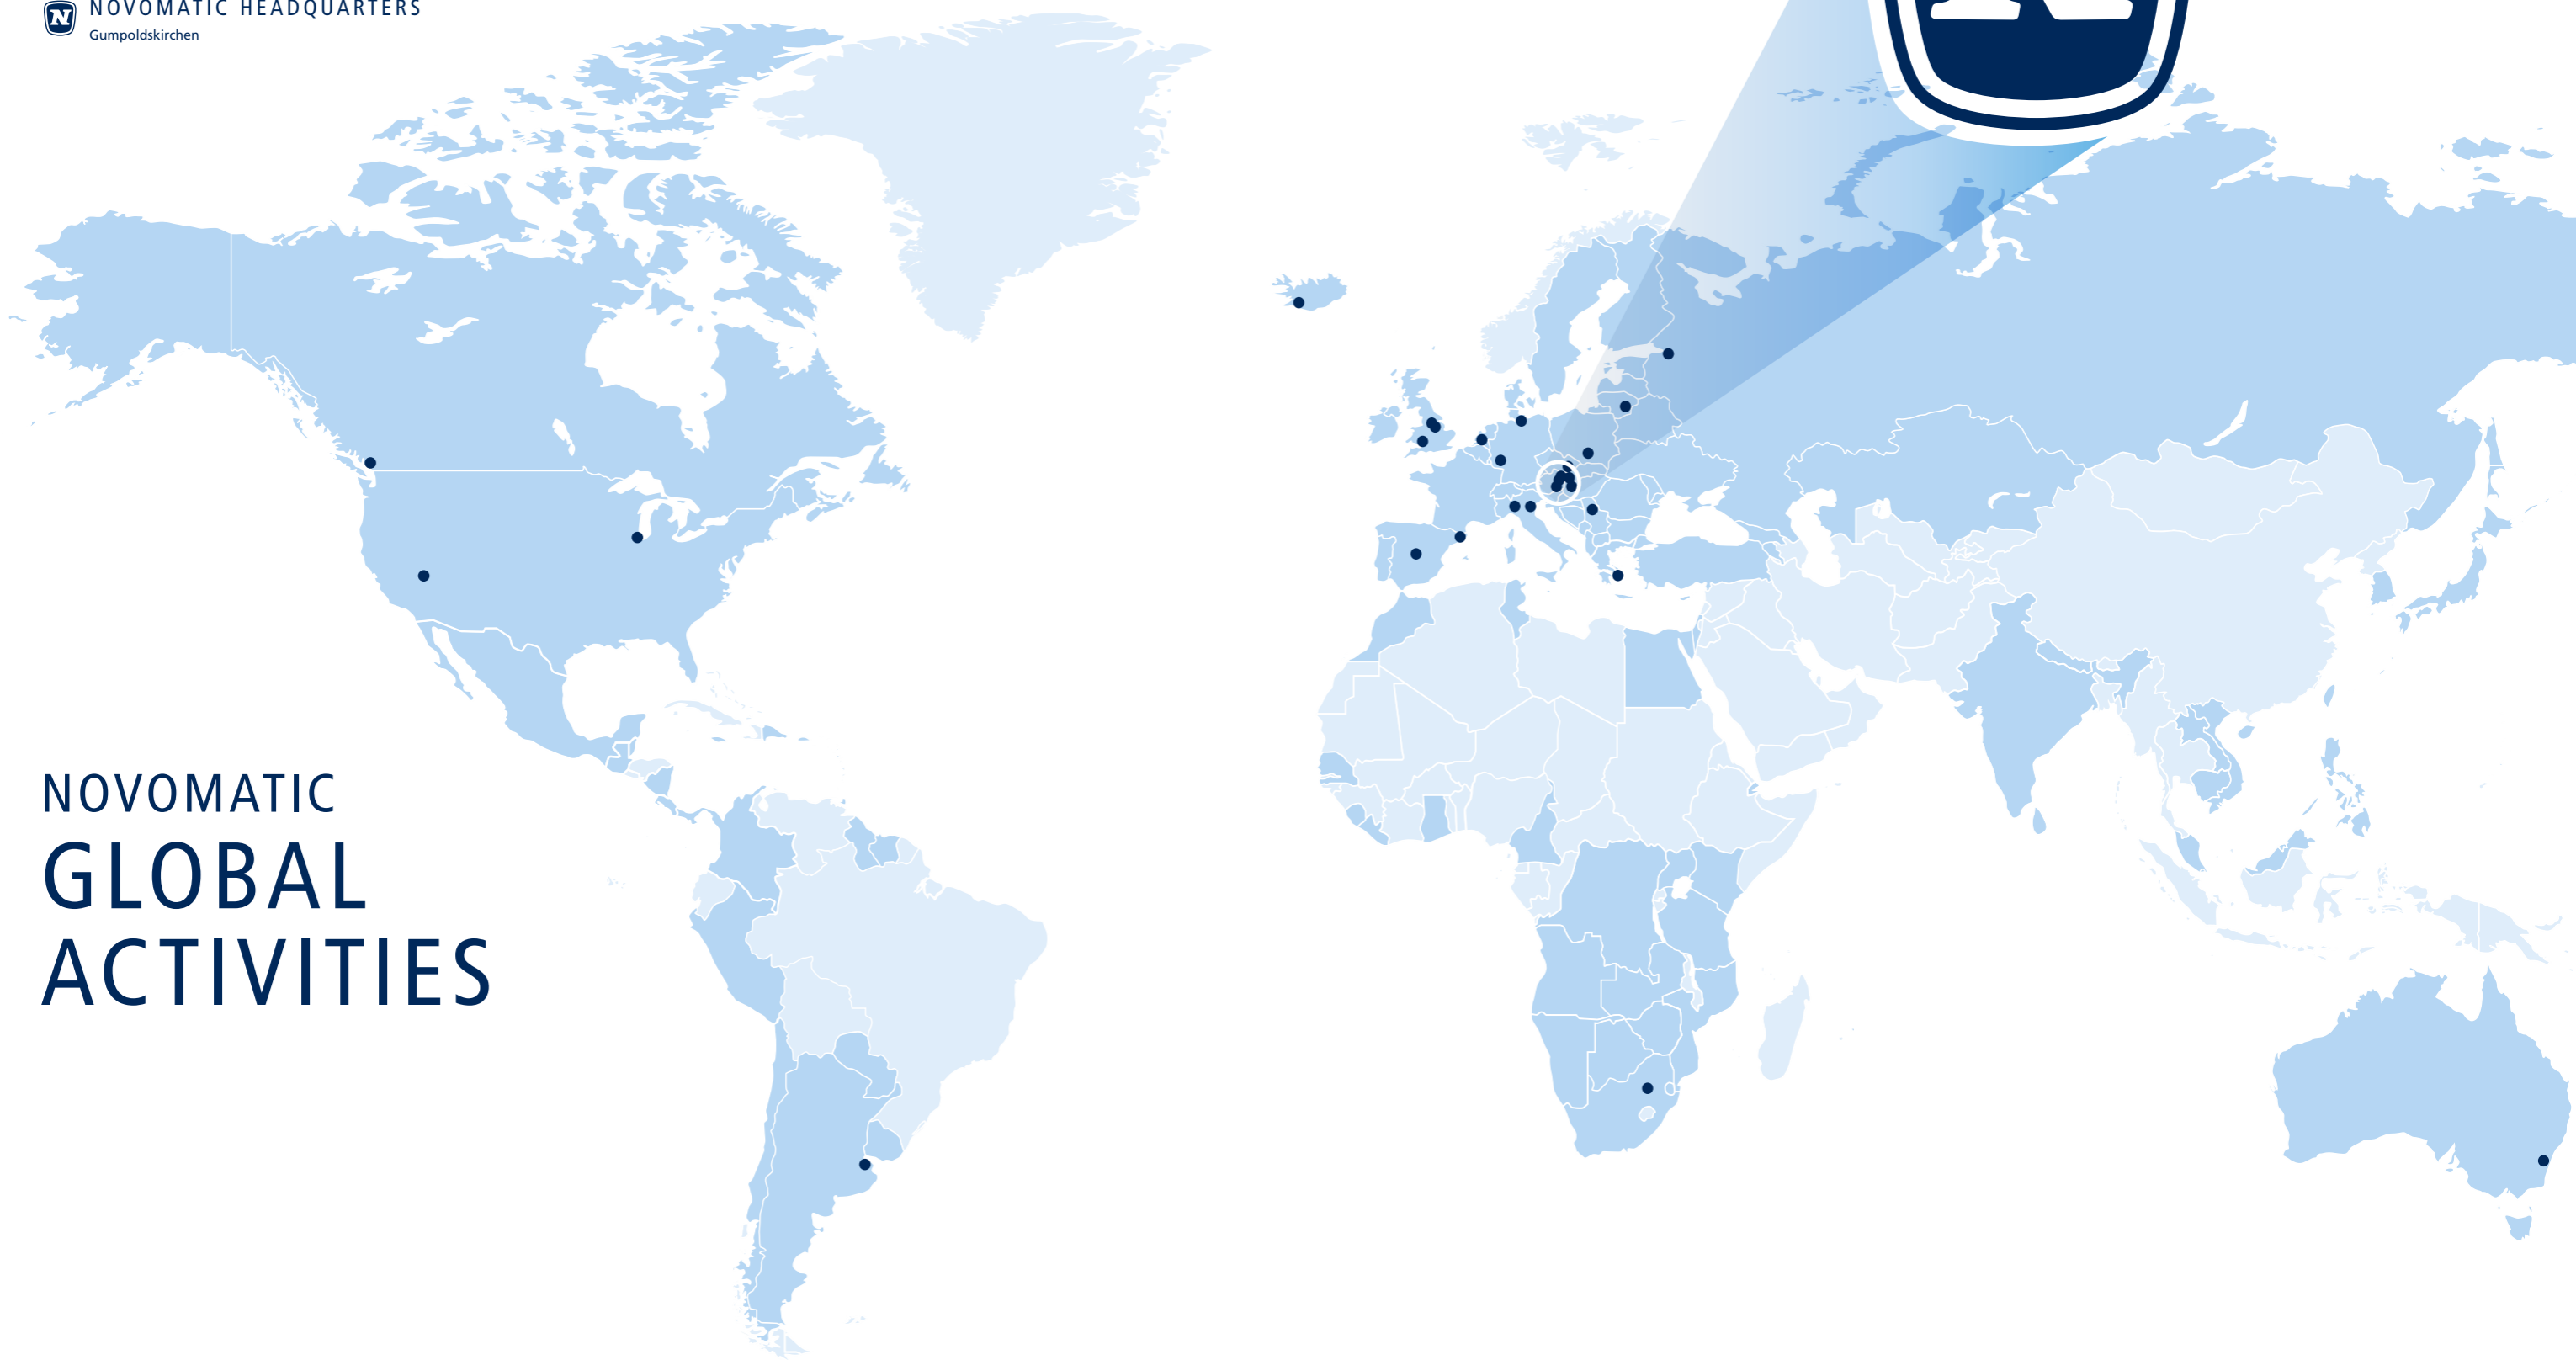 NOVOMATIC HEADQUARTERS
Gumpoldskirchen
NOVOMATIC
GLOBAL
ACTIVITIES